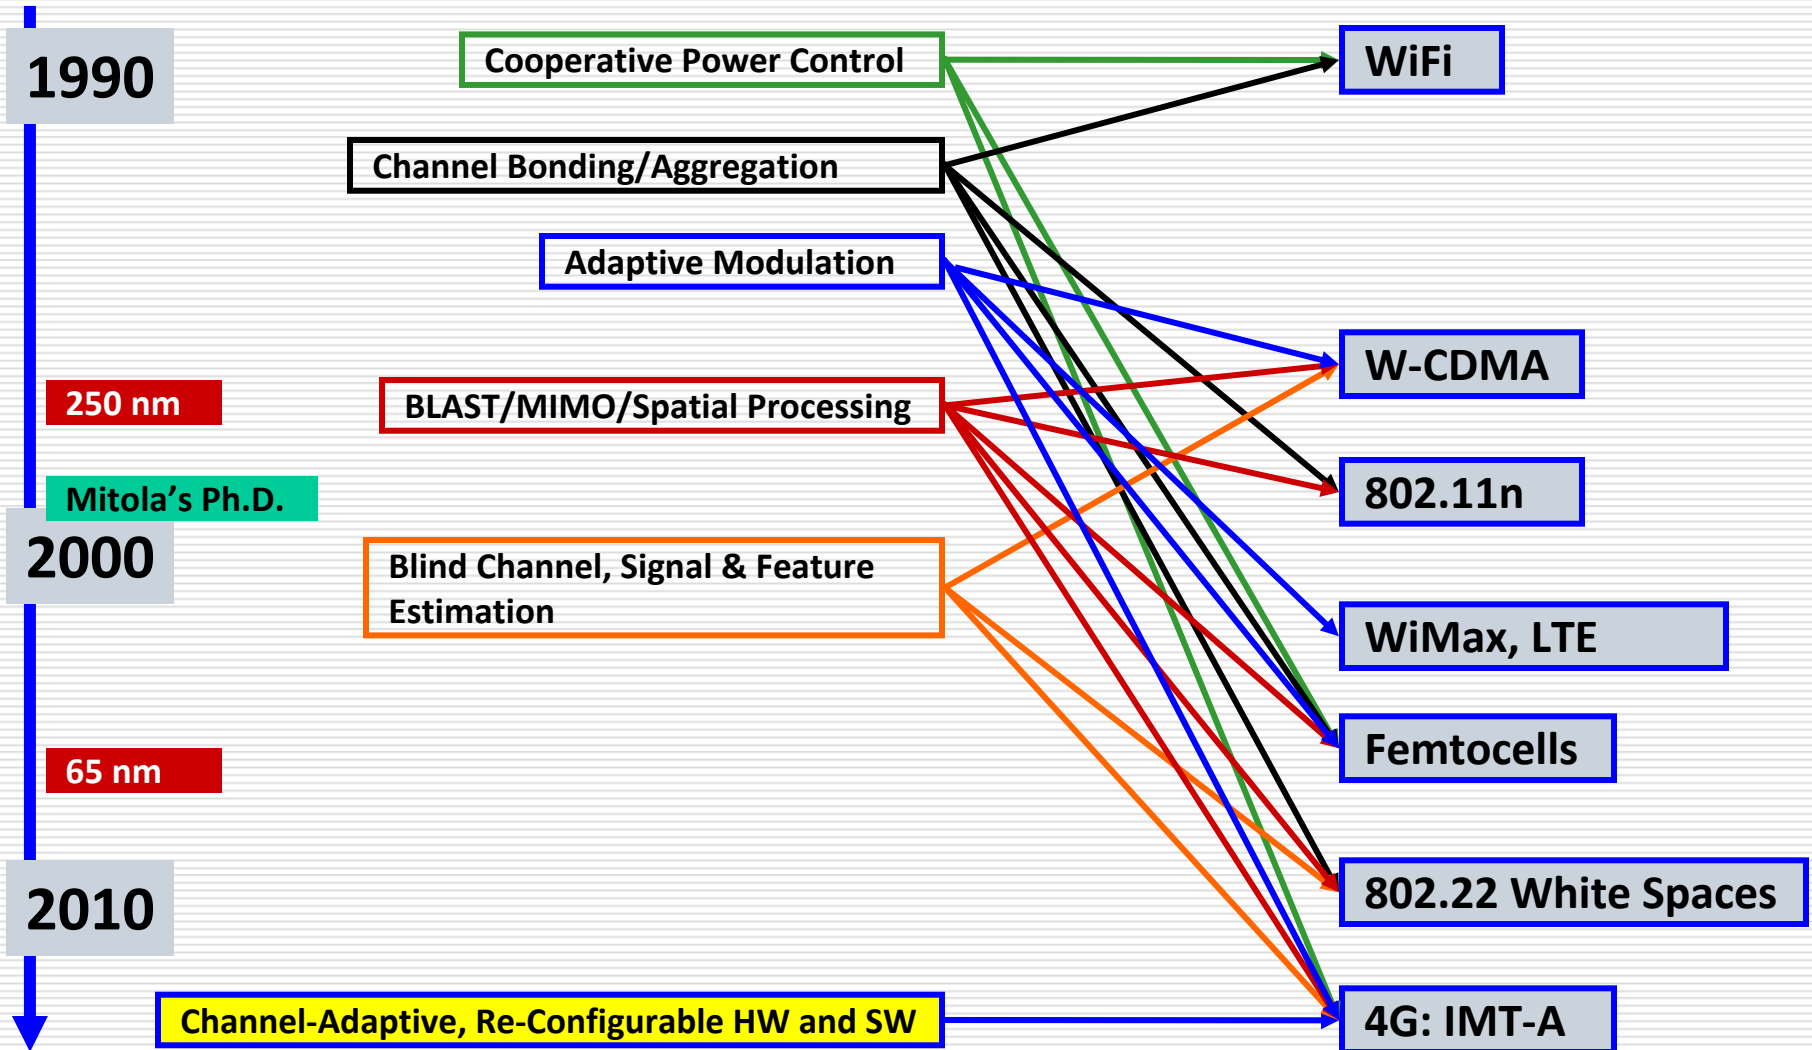 1990
Cooperative Power Control
WiFi
Channel Bonding/Aggregation
Adaptive Modulation
W-CDMA
250 nm
BLAST/MIMO/Spatial Processing
802.11n
Mitola’s Ph.D.
2000
Blind Channel, Signal & Feature
Estimation
WiMax, LTE
Femtocells
65 nm
2010
802.22 White Spaces
Channel-Adaptive, Re-Configurable HW and SW
4G: IMT-A